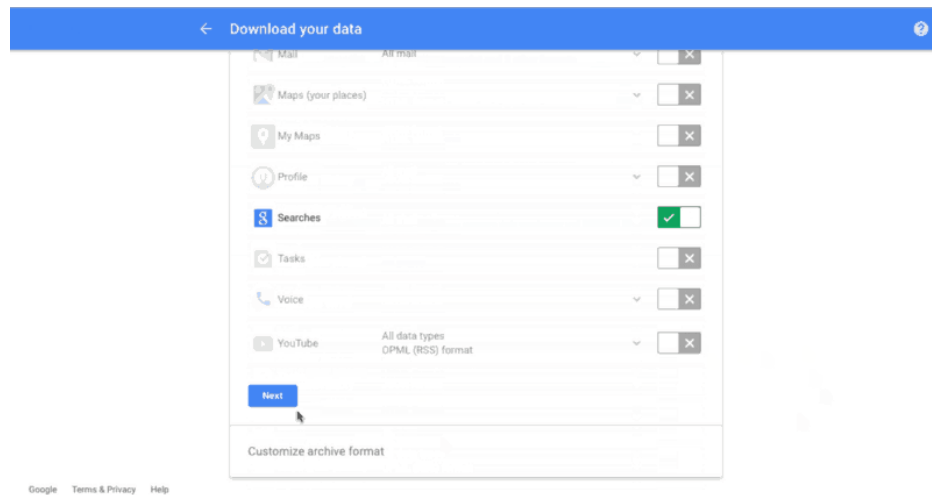 Download your data
Mail All mail
Maps (your places)
My Maps
Profile
Searches
Tasks
Voice
YouTube All data types
OPML (RSS) format
Next
Customize archive format
Google Terms & Privacy Help